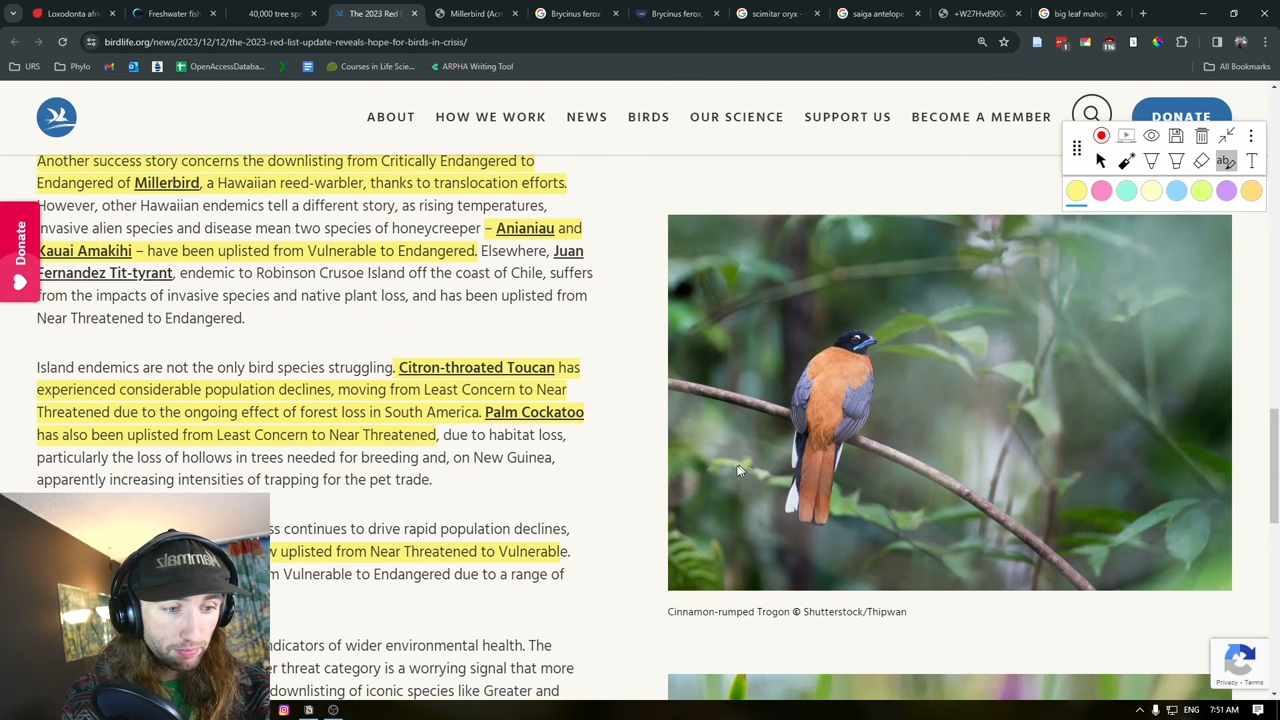 Loxodonta afri
Freshwater fish
40,000 tree spe
The 2023 Red L
Millerbird (Acro
Brycinus ferox
Brycinus ferox
scimitar oryx -
saiga antelope
+W27Hvd90G
big leaf mahog
birdlife.org/news/2023/12/12/the-2023-red-list-update-reveals-hope-for-birds-in-crisis/
1
116
URS
Phylo
OpenAccessDataba...
Courses in Life Scie...
ARPHA Writing Tool
All Bookmarks
ABOUT
HOW WE WORK
NEWS
BIRDS
OUR SCIENCE
SUPPORT US
BECOME A MEMBER
DONATE
Donate
Another success story concerns the downlisting from Critically Endangered to
Endangered of Millerbird, a Hawaiian reed-warbler, thanks to translocation efforts.
However, other Hawaiian endemics tell a different story, as rising temperatures,
invasive alien species and disease mean two species of honeycreeper – Anianiau and
Kauai Amakihi – have been uplisted from Vulnerable to Endangered. Elsewhere, Juan
Fernandez Tit-tyrant, endemic to Robinson Crusoe Island off the coast of Chile, suffers
from the impacts of invasive species and native plant loss, and has been uplisted from
Near Threatened to Endangered.
Island endemics are not the only bird species struggling. Citron-throated Toucan has
experienced considerable population declines, moving from Least Concern to Near
Threatened due to the ongoing effect of forest loss in South America. Palm Cockatoo
has also been uplisted from Least Concern to Near Threatened, due to habitat loss,
particularly the loss of hollows in trees needed for breeding and, on New Guinea,
apparently increasing intensities of trapping for the pet trade.
ss continues to drive rapid population declines,
w uplisted from Near Threatened to Vulnerable.
m Vulnerable to Endangered due to a range of
ndicators of wider environmental health. The
er threat category is a worrying signal that more
downlisting of iconic species like Greater and
Cinnamon-rumped Trogon © Shutterstock/Thipwan
Privacy - Terms
ENG
7:51 AM